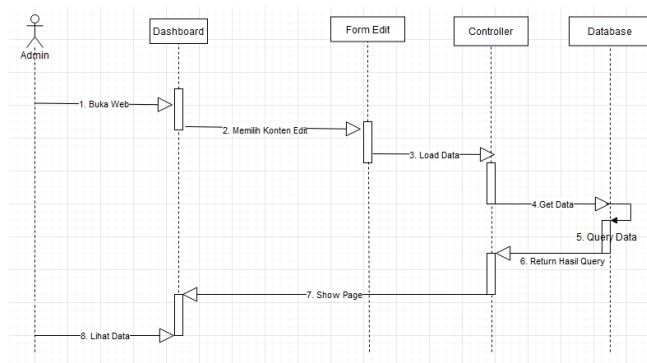 Dashboard
Form Edit
Controller
Database
Admin
1. Buka Web
2. Memilih Konten Edit
3. Load Data
4.Get Data
5. Query Data
6. Return Hasil Query
7. Show Page
8. Lihat Data